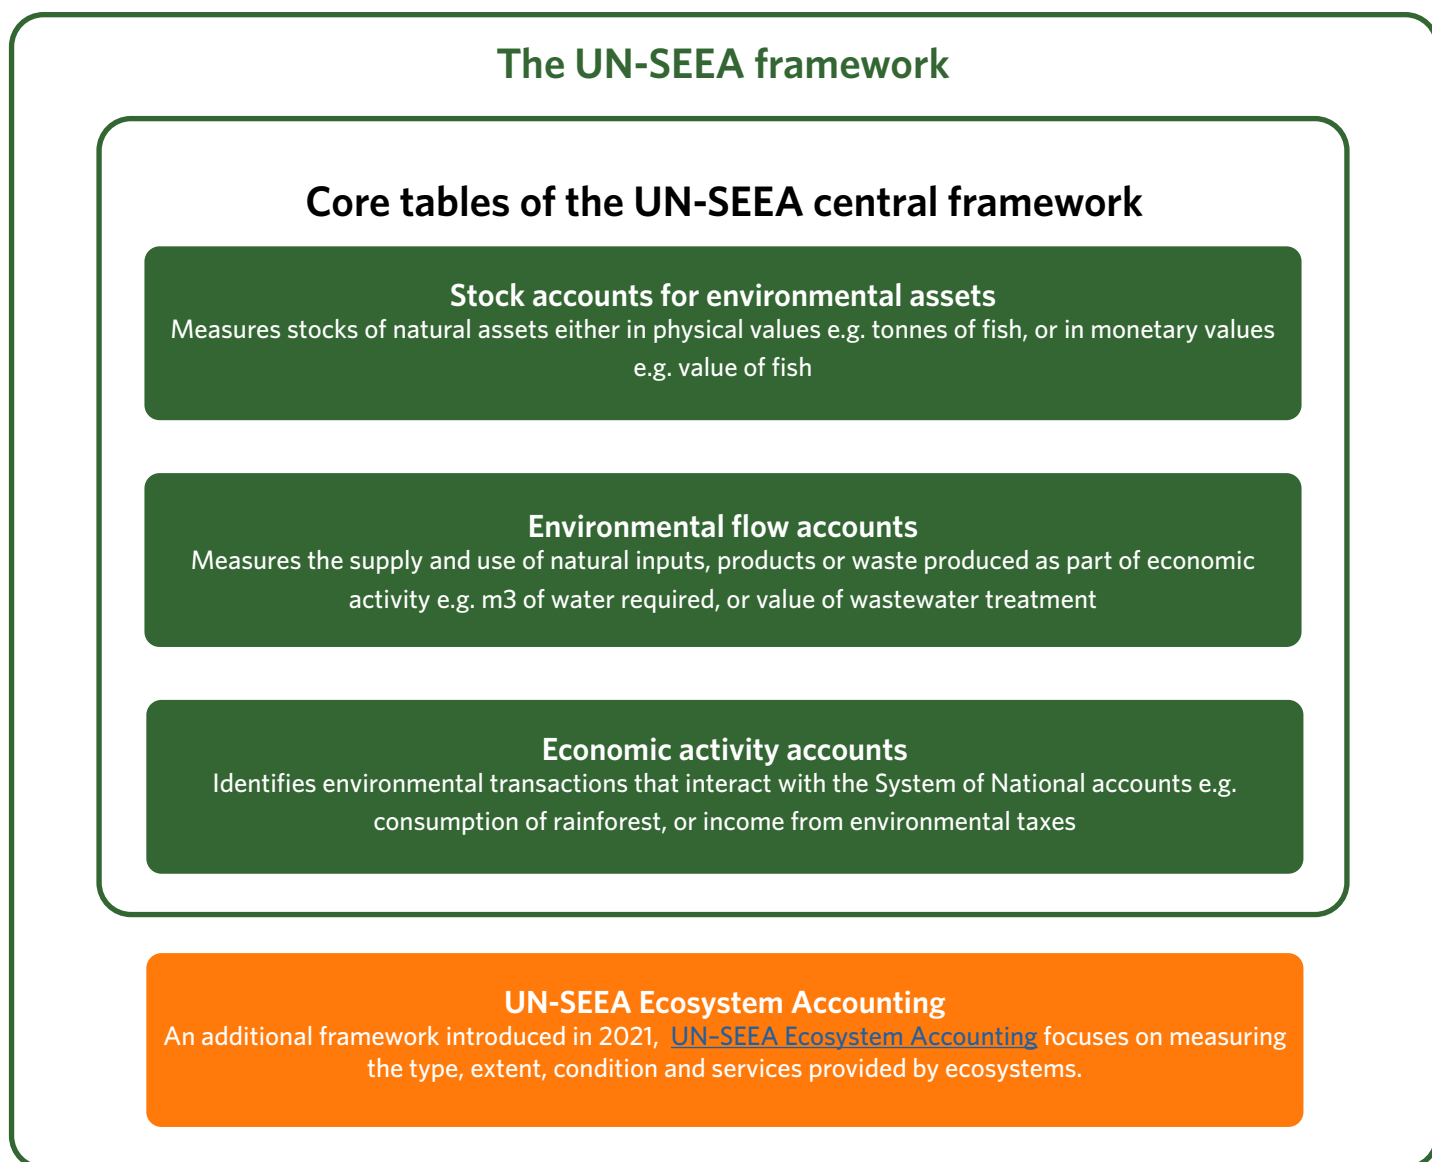 The UN-SEEA framework
Core tables of the UN-SEEA central framework
Stock accounts for environmental assets
Measures stocks of natural assets either in physical values e.g. tonnes of fish, or in monetary values
e.g. value of fish
Environmental flow accounts
Measures the supply and use of natural inputs, products or waste produced as part of economic
activity e.g. m3 of water required, or value of wastewater treatment
Economic activity accounts
Identifies environmental transactions that interact with the System of National accounts e.g.
consumption of rainforest, or income from environmental taxes
UN-SEEA Ecosystem Accounting
An additional framework introduced in 2021, UN–SEEA Ecosystem Accounting focuses on measuring
the type, extent, condition and services provided by ecosystems.